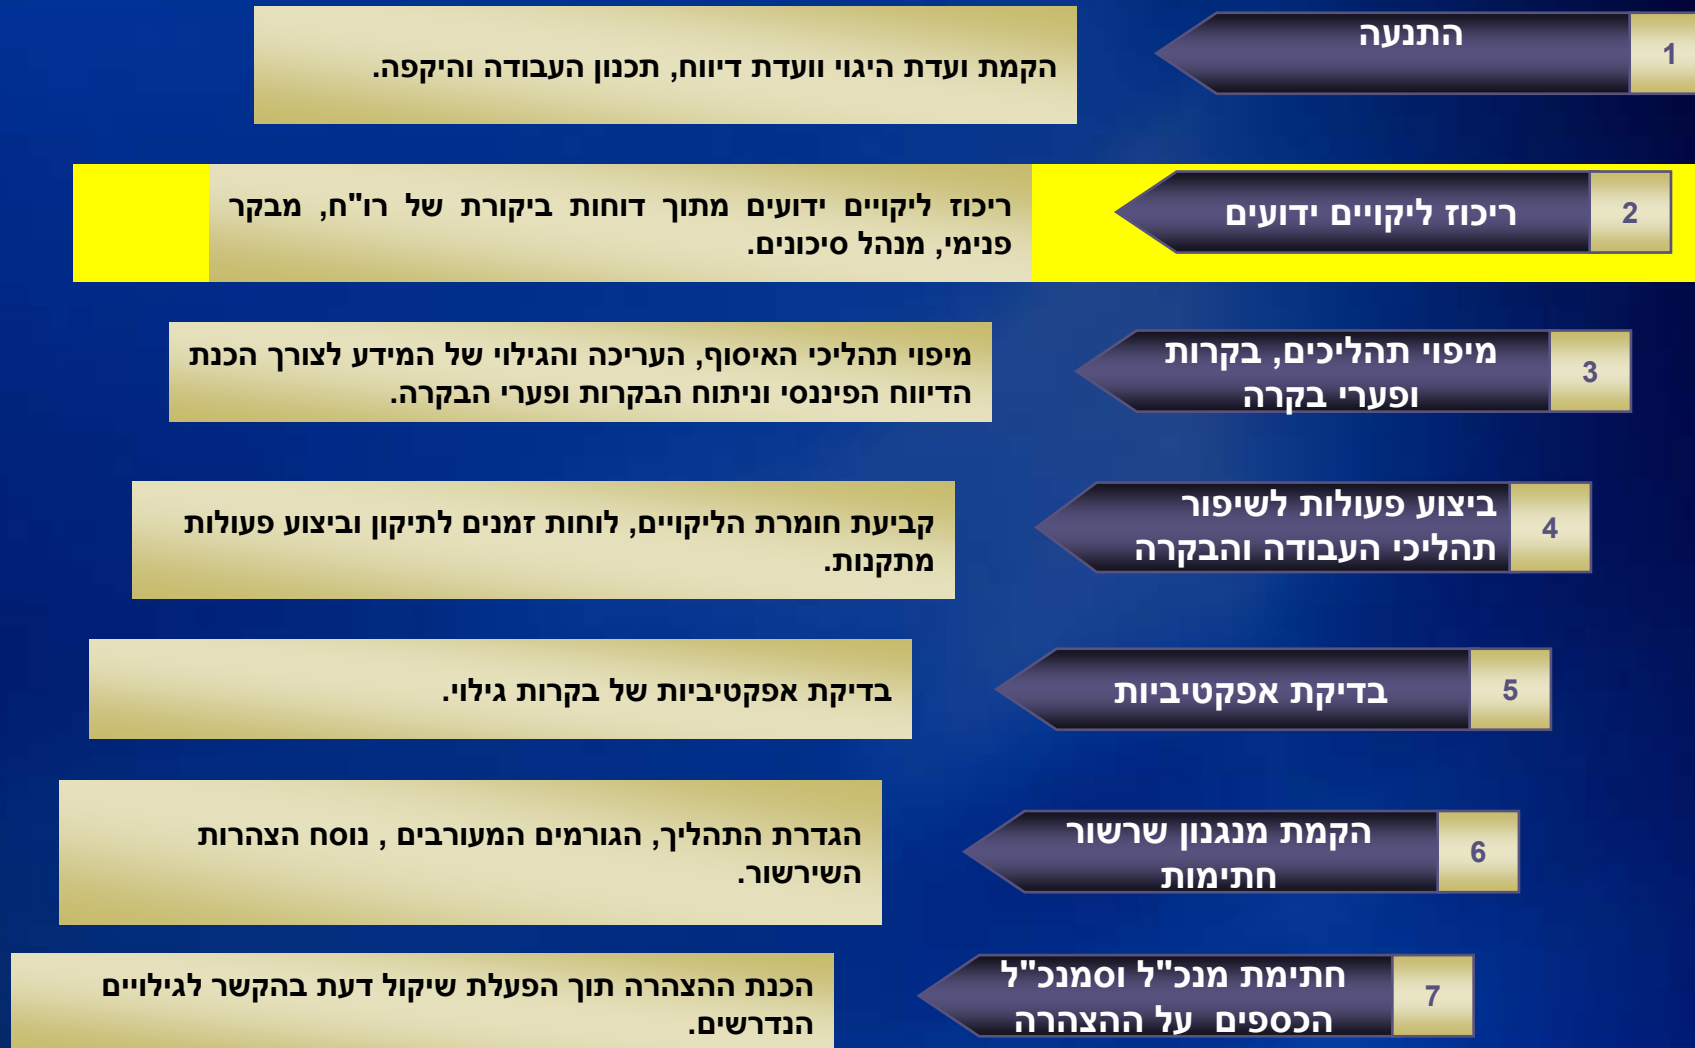 1
התנעה
הקמת ועדת היגוי וועדת דיווח, תכנון העבודה והיקפה.
2
ריכוז ליקויים ידועים
ריכוז ליקויים ידועים מתוך דוחות ביקורת של רו"ח, מבקר
פנימי, מנהל סיכונים.
3
מיפוי תהליכים, בקרות
ופערי בקרה
מיפוי תהליכי האיסוף, העריכה והגילוי של המידע לצורך הכנת
הדיווח הפיננסי וניתוח הבקרות ופערי הבקרה.
4
ביצוע פעולות לשיפור
תהליכי העבודה והבקרה
קביעת חומרת הליקויים, לוחות זמנים לתיקון וביצוע פעולות
מתקנות.
5
בדיקת אפקטיביות
בדיקת אפקטיביות של בקרות גילוי.
6
הקמת מנגנון שרשור
חתימות
הגדרת התהליך, הגורמים המעורבים , נוסח הצהרות
השירשור.
7
חתימת מנכ"ל וסמנכ"ל
הכספים על ההצהרה
הכנת ההצהרה תוך הפעלת שיקול דעת בהקשר לגילויים
הנדרשים.